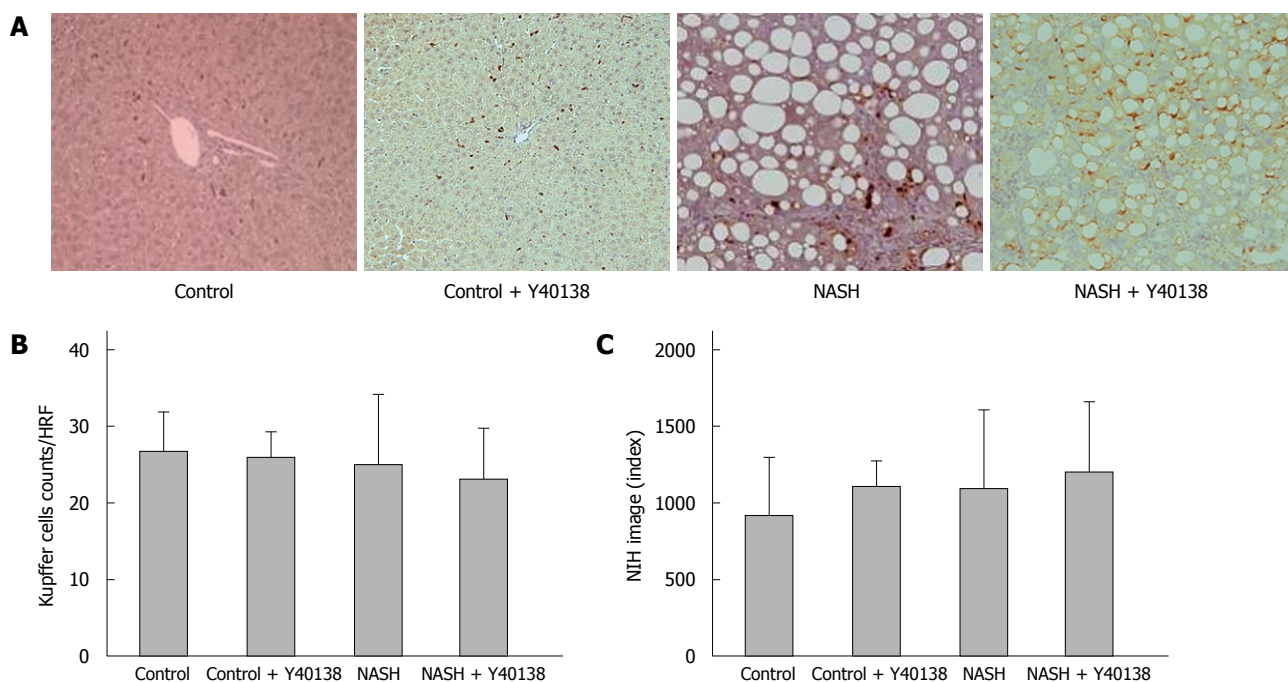 A
Control
Control + Y40138
NASH
NASH + Y40138
B
Kupffer cells counts/HRF
40
30
20
10
0
Control
Control + Y40138
NASH
NASH + Y40138
C
NIH image (index)
2000
1500
1000
500
0
Control
Control + Y40138
NASH
NASH + Y40138